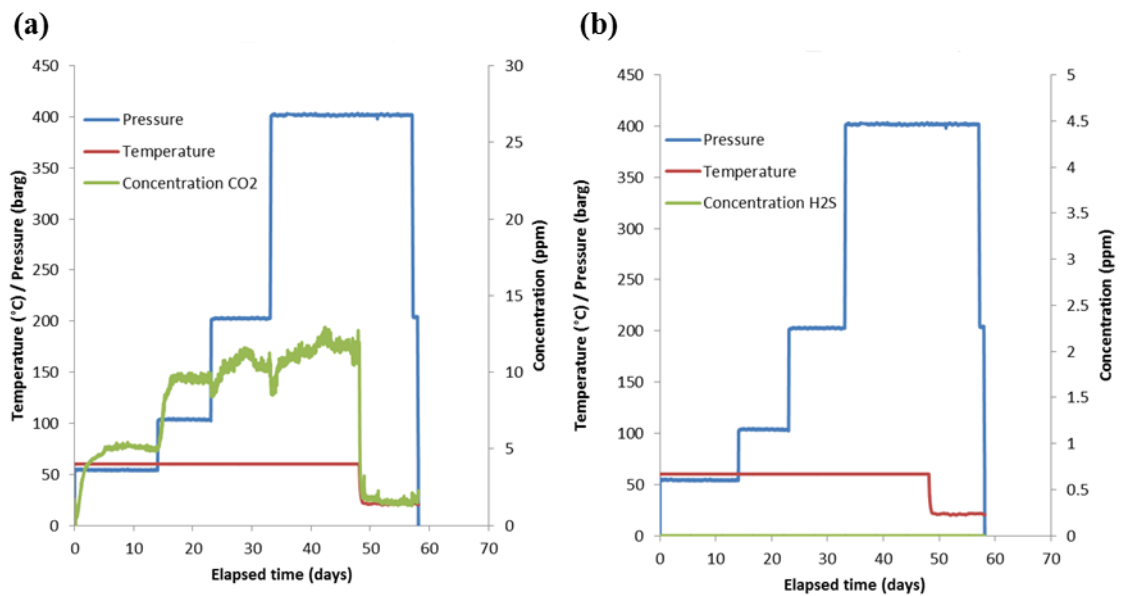 (a)
450
400
350
300
250
200
150
100
50
0
Temperature (°C) / Pressure (barg)
Pressure
Temperature
Concentration CO2
30
25
20
15
10
5
0
Concentration (ppm)
0 10 20 30 40 50 60 70
Elapsed time (days)
(b)
450
400
350
300
250
200
150
100
50
0
Temperature (°C) / Pressure (barg)
Pressure
Temperature
Concentration H2S
5
4.5
4
3.5
3
2.5
2
1.5
1
0.5
0
Concentration (ppm)
0 10 20 30 40 50 60 70
Elapsed time (days)